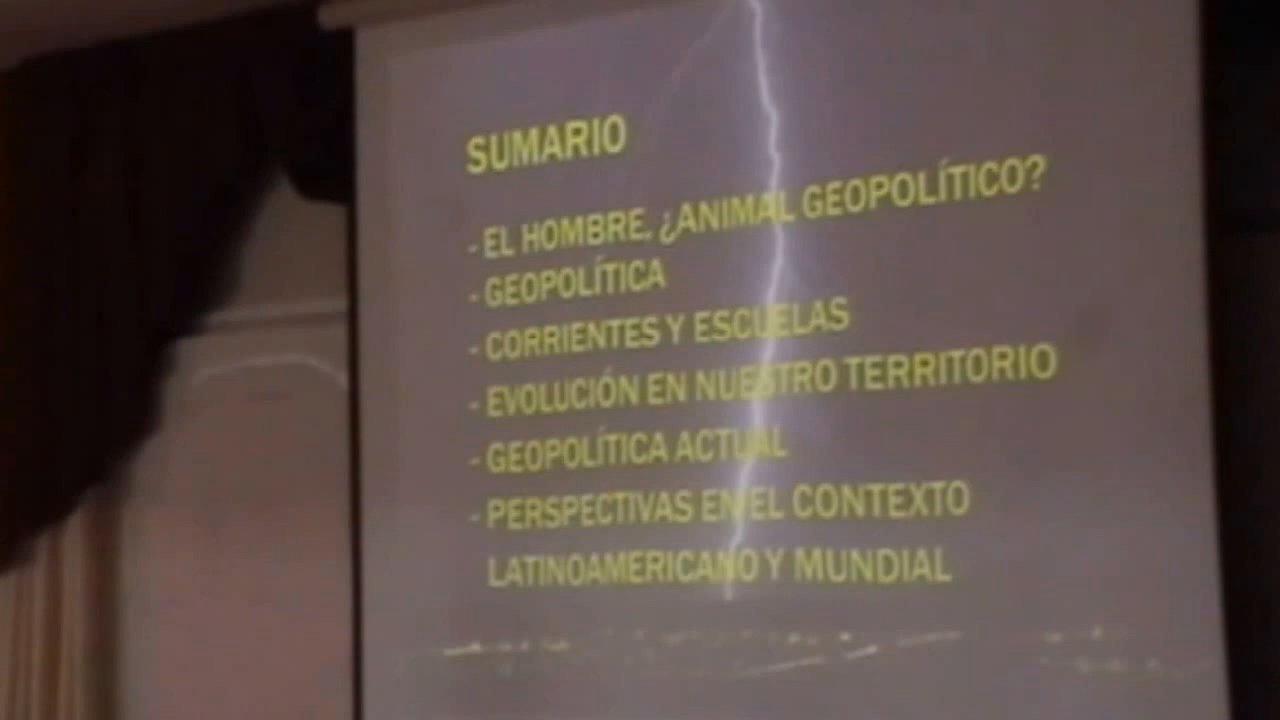 SUMARIO
- EL HOMBRE, ¿ANIMAL GEOPOLÍTICO?
- GEOPOLÍTICA
- CORRIENTES Y ESCUELAS
- EVOLUCIÓN EN NUESTRO TERRITORIO
- GEOPOLÍTICA ACTUAL
- PERSPECTIVAS EN EL CONTEXTO
LATINOAMERICANO Y MUNDIAL